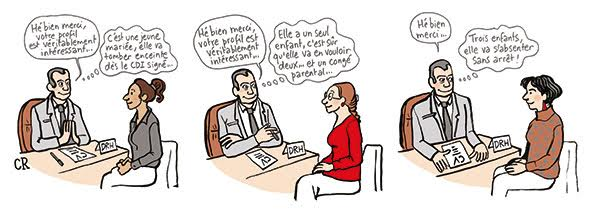 Hé bien merci,
votre profil
est véritablement
intéressant...
C'est une jeune
mariée, elle va
tomber enceinte
dès le CDI signé...
CV
DRH
CR
Hé bien merci,
votre profil est
véritablement
intéressant...
Elle a un seul
enfant, c'est sûr
qu'elle va en vouloir
deux... et un congé
parental...
CV
DRH
Hé bien
merci...
Trois enfants,
elle va s'absenter
sans arrêt !
CV
DRH